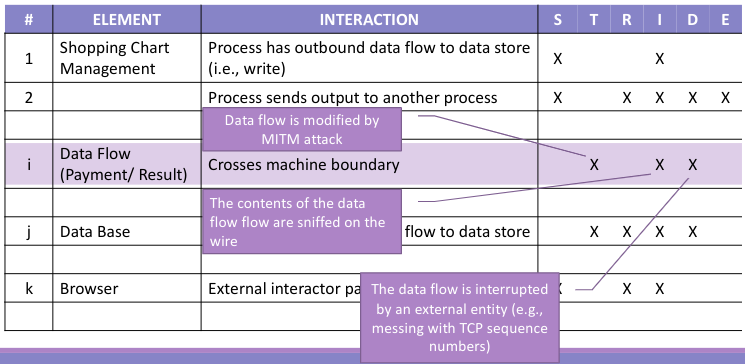 # ELEMENT INTERACTION S T R I D E
1 Shopping Chart Management Process has outbound data flow to data store (i.e., write) X X
2 Process sends output to another process X X X X X
Data flow is modified by
MITM attack
i Data Flow (Payment/ Result) Crosses machine boundary X X X
The contents of the data
flow flow are sniffed on the
wire
j Data Base flow to data store X X X X
k Browser External interactor X X
The data flow is interrupted
by an external entity (e.g.,
messing with TCP sequence
numbers)